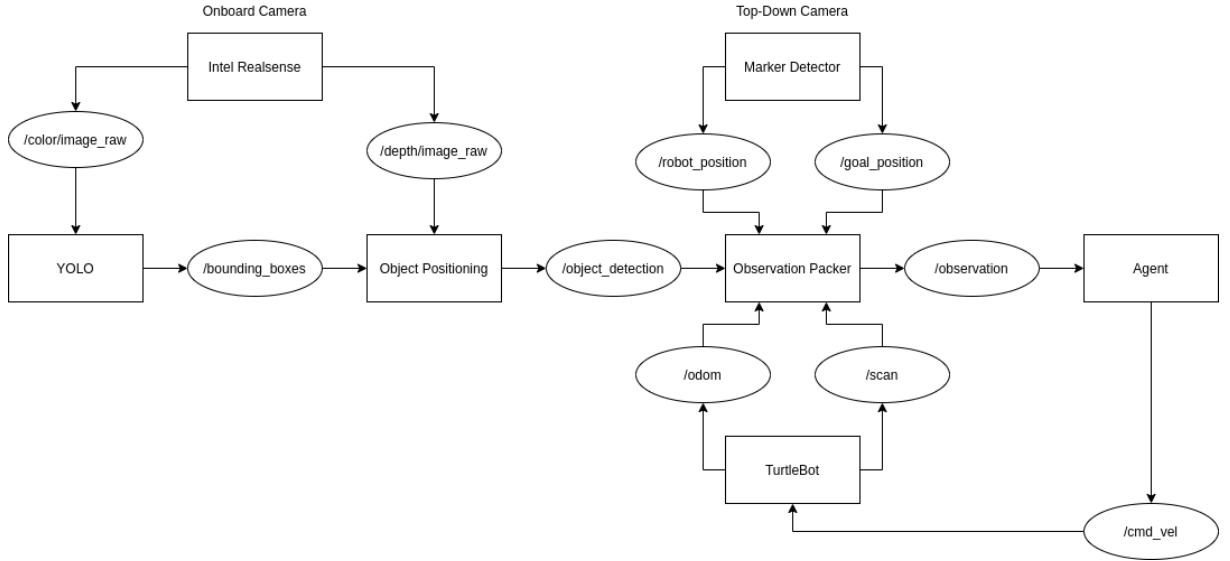 Onboard Camera
Top-Down Camera
Intel Realsense
Marker Detector
/color/image_raw
/depth/image_raw
/robot_position
/goal_position
YOLO
/bounding_boxes
Object Positioning
/object_detection
Observation Packer
/observation
Agent
/odom
/scan
TurtleBot
/cmd_vel